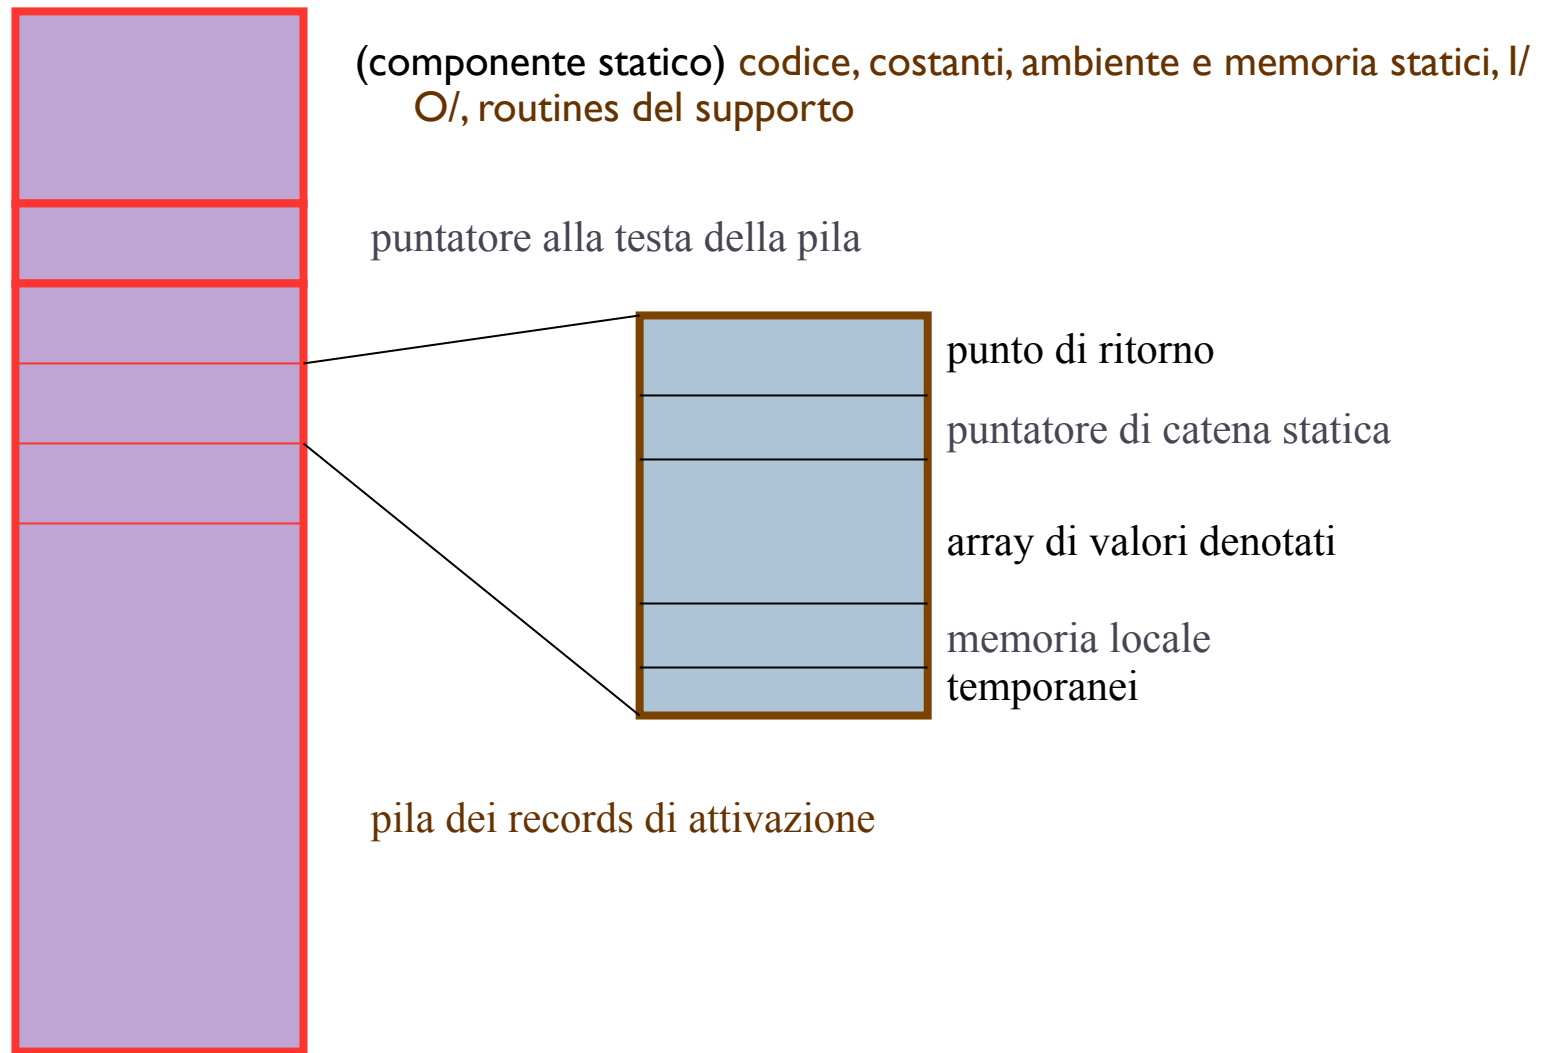 (componente statico) codice, costanti, ambiente e memoria statici, I/
O/, routines del supporto
puntatore alla testa della pila
punto di ritorno
puntatore di catena statica
array di valori denotati
memoria locale
temporanei
pila dei records di attivazione